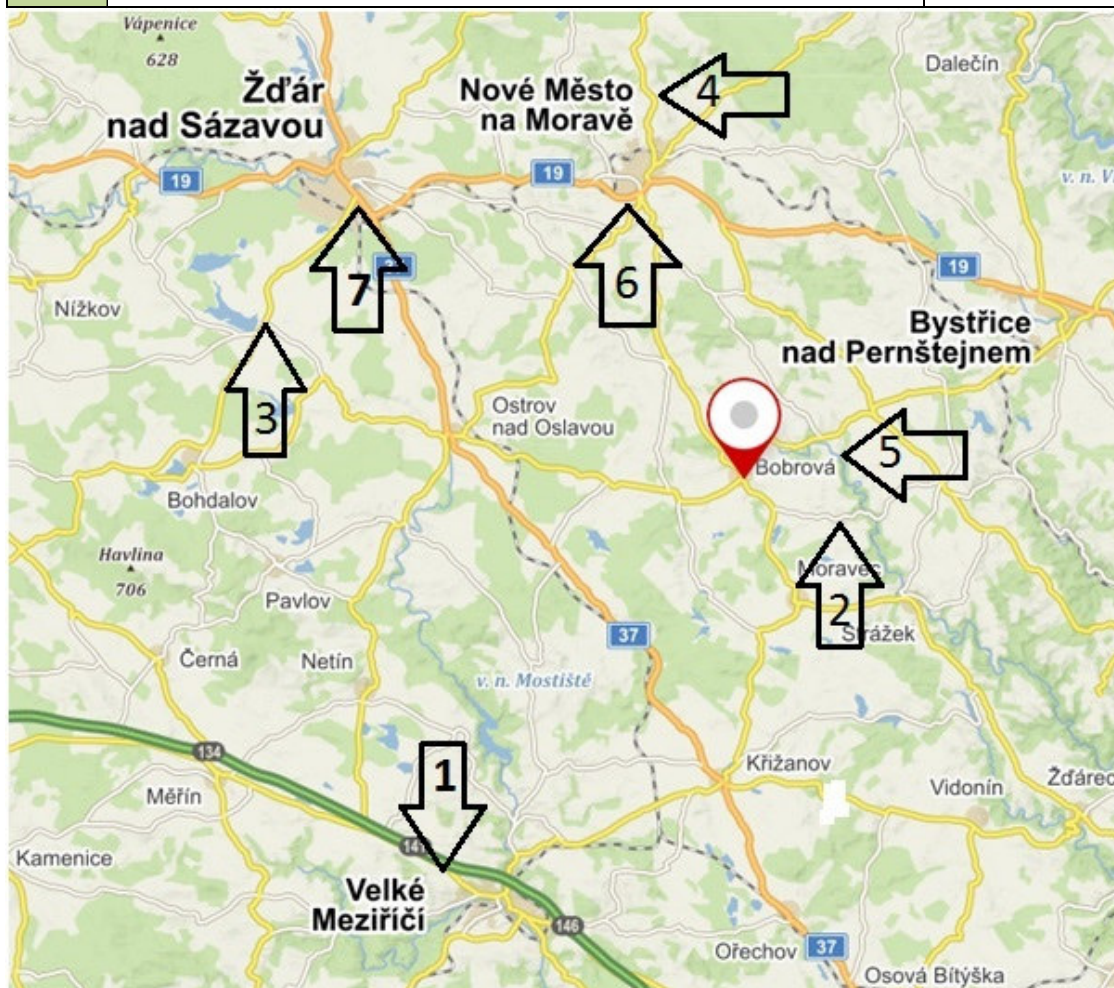 Vápenice
628
Žďár
nad Sázavou
Nové Město
na Moravě
4
Dalečín
19
19
v. n. V
7
6
19
Nížkov
Bystřice
nad Pernštejnem
3
Ostrov
nad Oslavou
5
Bobrová
Bohdalov
Havlina
706
Moravec
2
Strážek
Pavlov
37
Černá
Netín
v. n. Mostiště
134
1
Křižanov
Měřín
Vidonín
Žďárec
141
Kamenice
Velké
Meziříčí
146
Ořechov
37
Osová Bítýška